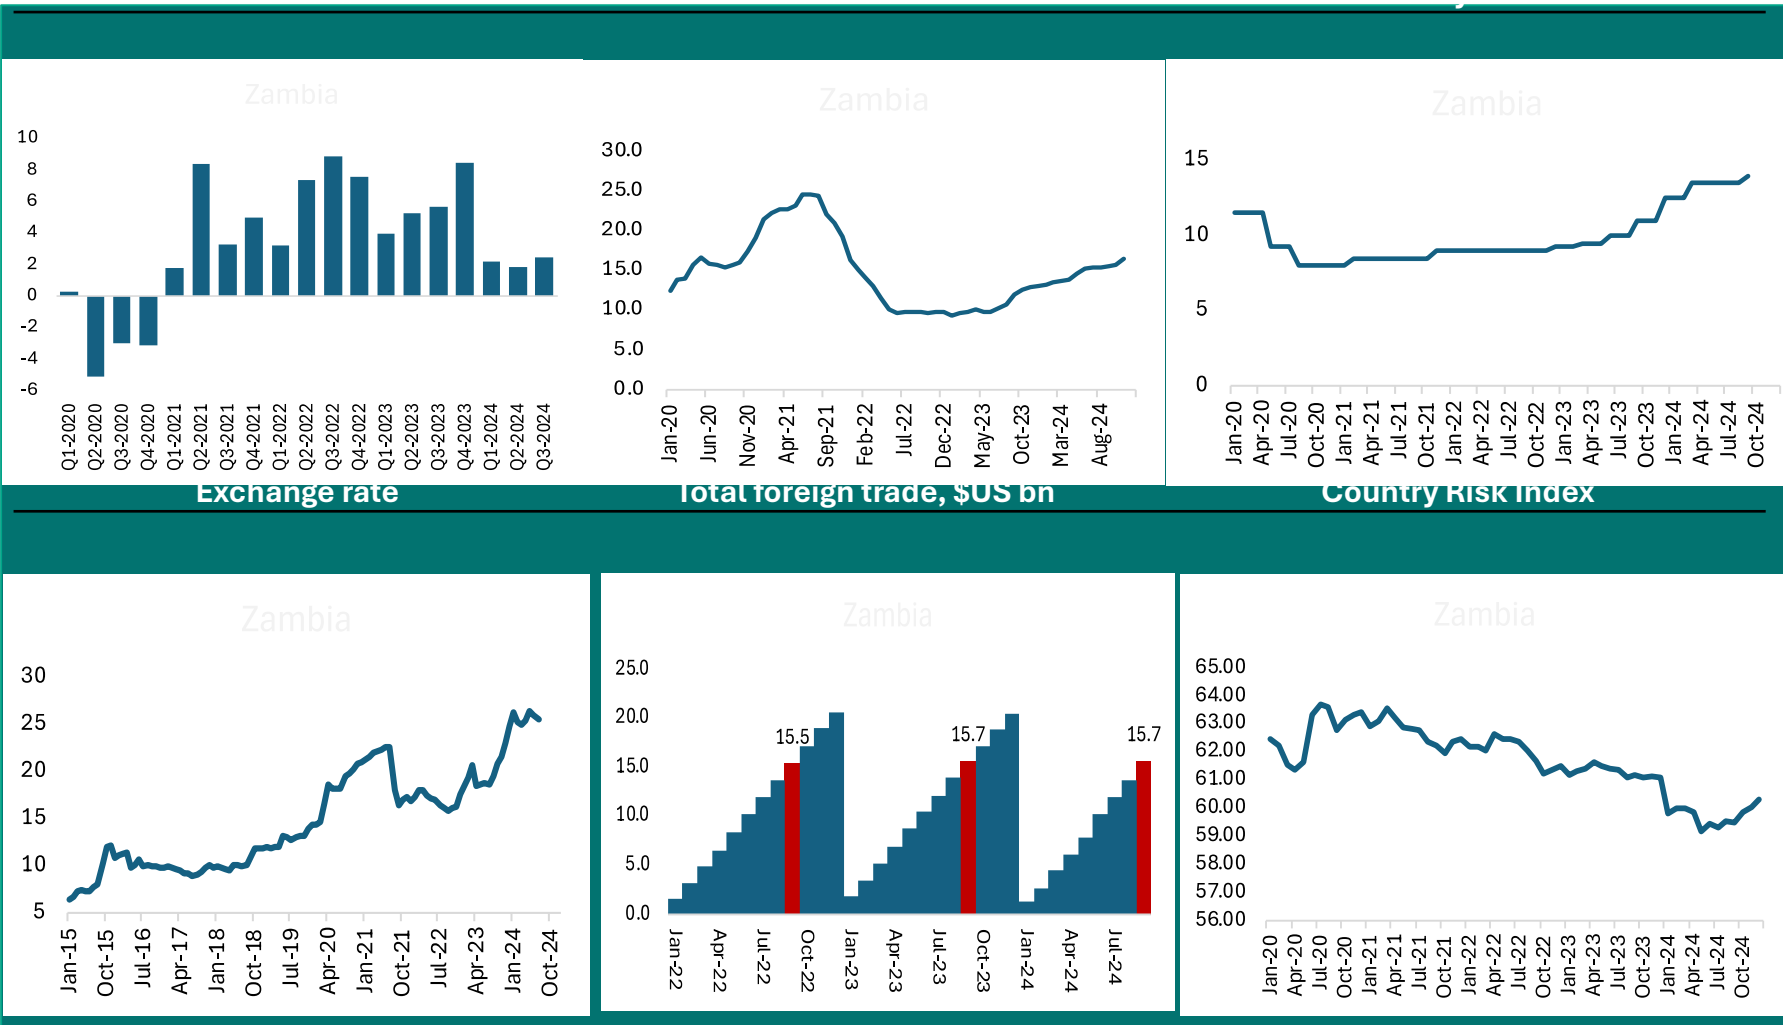 Zambia
10
8
6
4
2
0
-2
-4
-6
Q1-2020
Q2-2020
Q3-2020
Q4-2020
Q1-2021
Q2-2021
Q3-2021
Q4-2021
Q1-2022
Q2-2022
Q3-2022
Q4-2022
Q1-2023
Q2-2023
Q3-2023
Q4-2023
Q1-2024
Q2-2024
Q3-2024
Zambia
30.0
25.0
20.0
15.0
10.0
5.0
0.0
Jan-20
Jun-20
Nov-20
Apr-21
Sep-21
Feb-22
Jul-22
Dec-22
May-23
Oct-23
Mar-24
Aug-24
Zambia
15
10
5
0
Jan-20
Apr-20
Jul-20
Oct-20
Jan-21
Apr-21
Jul-21
Oct-21
Jan-22
Apr-22
Jul-22
Oct-22
Jan-23
Apr-23
Jul-23
Oct-23
Jan-24
Apr-24
Jul-24
Oct-24
Exchange rate
Total foreign trade, $US bn
Country Risk Index
Zambia
30
25
20
15
10
5
Jan-15
Oct-15
Jul-16
Apr-17
Jan-18
Oct-18
Jul-19
Apr-20
Jan-21
Oct-21
Jul-22
Apr-23
Jan-24
Oct-24
Zambia
25.0
20.0
15.0
10.0
5.0
0.0
15.5
15.7
15.7
Jan-22
Apr-22
Jul-22
Oct-22
Jan-23
Apr-23
Jul-23
Oct-23
Jan-24
Apr-24
Jul-24
Zambia
65.00
64.00
63.00
62.00
61.00
60.00
59.00
58.00
57.00
56.00
Jan-20
Apr-20
Jul-20
Oct-20
Jan-21
Apr-21
Jul-21
Oct-21
Jan-22
Apr-22
Jul-22
Oct-22
Jan-23
Apr-23
Jul-23
Oct-23
Jan-24
Apr-24
Jul-24
Oct-24